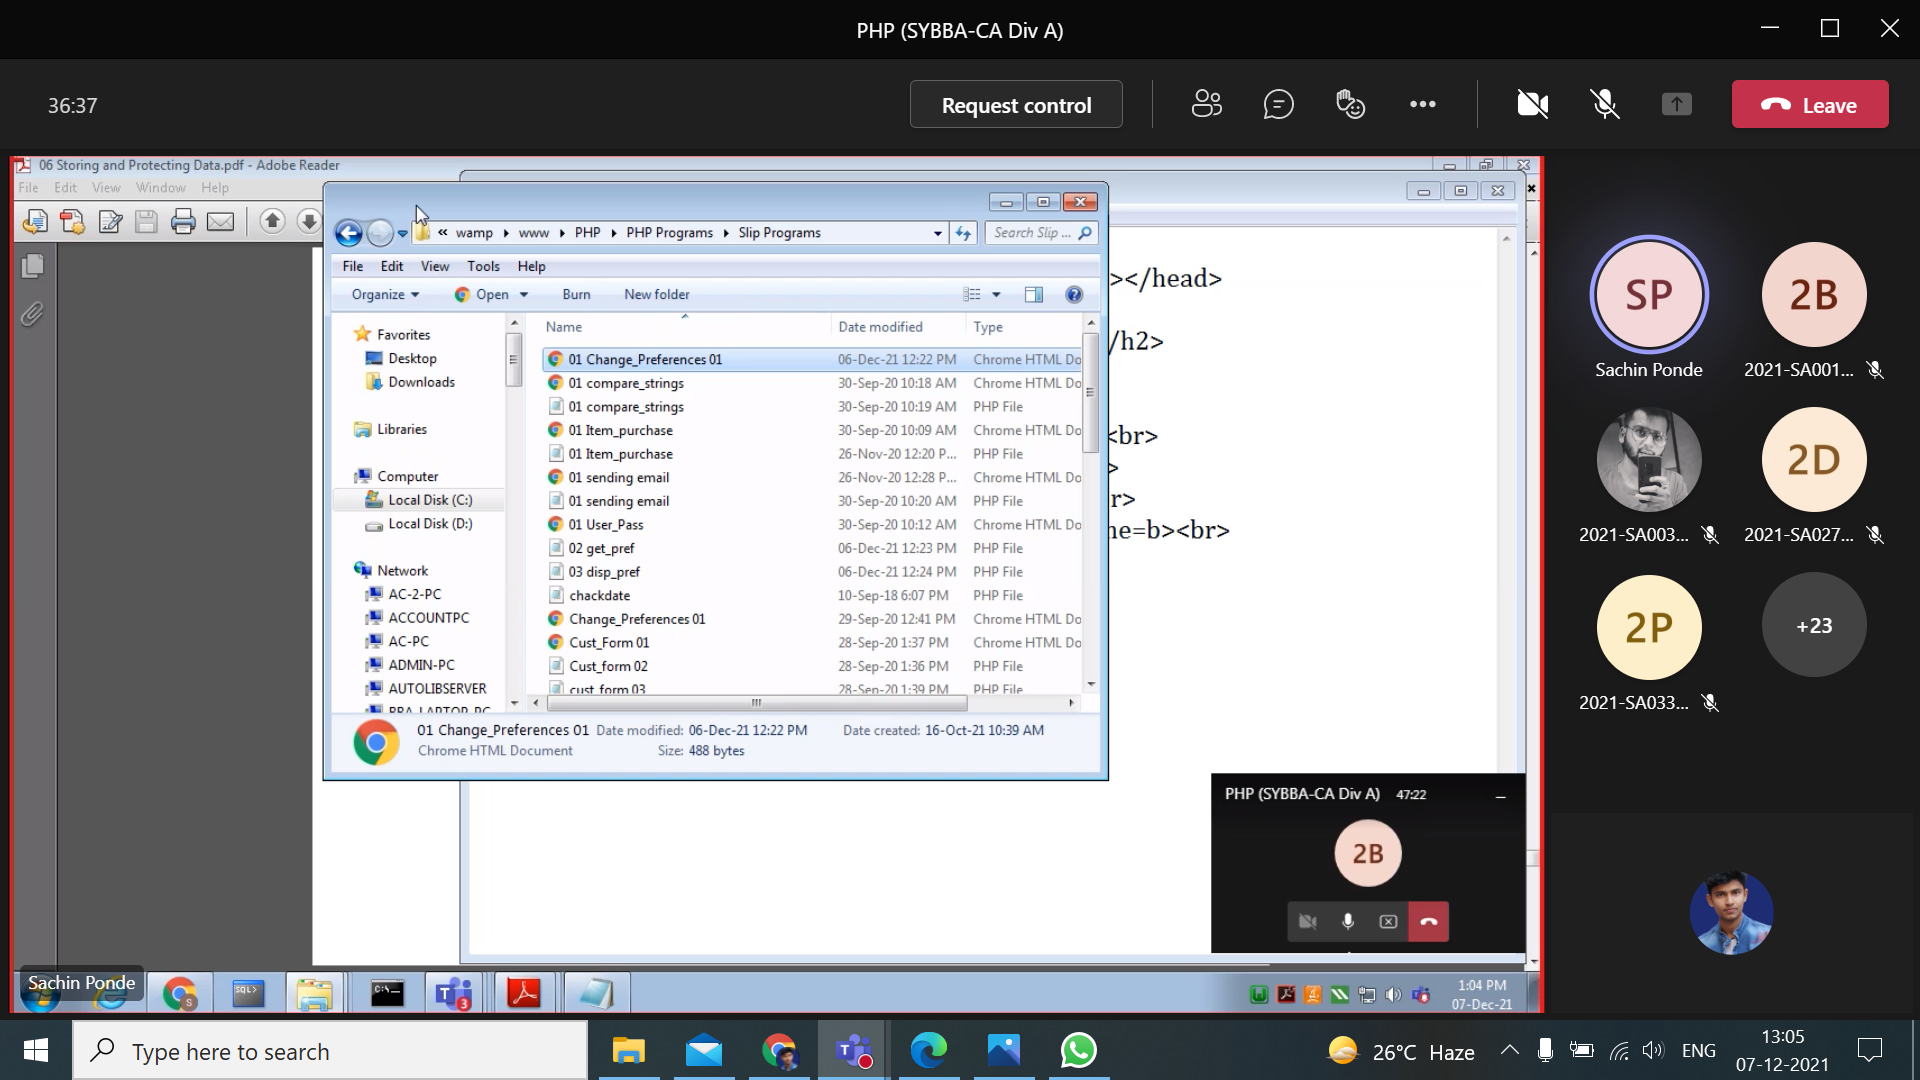 PHP (SYBBA-CA Div A)
36:37
Request control
Leave
06 Storing and Protecting Data.pdf - Adobe Reader
File Edit View Window Help
« wamp www PHP PHP Programs Slip Programs
Search Slip ...
File Edit View Tools Help
Organize Open Burn New folder
Name Date modified Type
Favorites
Desktop
Downloads
Libraries
Computer
Local Disk (C:)
Local Disk (D:)
Network
AC-2-PC
ACCOUNTPC
AC-PC
ADMIN-PC
AUTOLIBSERVER
BBA-LAPTOP-PC
01 Change_Preferences 01 06-Dec-21 12:22 PM Chrome HTML Do
01 compare_strings 30-Sep-20 10:18 AM Chrome HTML Do
01 compare_strings 30-Sep-20 10:19 AM PHP File
01 Item_purchase 30-Sep-20 10:09 AM Chrome HTML Do
01 Item_purchase 26-Nov-20 12:20 P... PHP File
01 sending email 26-Nov-20 12:28 P... Chrome HTML Do
01 sending email 30-Sep-20 10:20 AM PHP File
01 User_Pass 30-Sep-20 10:12 AM Chrome HTML Do
02 get_pref 06-Dec-21 12:23 PM PHP File
03 disp_pref 06-Dec-21 12:24 PM PHP File
chackdate 10-Sep-18 6:07 PM PHP File
Change_Preferences 01 29-Sep-20 12:41 PM Chrome HTML Do
Cust_Form 01 28-Sep-20 1:37 PM Chrome HTML Do
Cust_form 02 28-Sep-20 1:36 PM PHP File
cust_form 03 28-Sep-20 1:39 PM PHP File
01 Change_Preferences 01 Date modified: 06-Dec-21 12:22 PM Date created: 16-Oct-21 10:39 AM
Chrome HTML Document Size: 488 bytes
></head>
/h2>
<br>
>
r>
ne=b><br>
PHP (SYBBA-CA Div A) 47:22
2B
Sachin Ponde
SQL>
C:\
S
T
3
1:04 PM
07-Dec-21
SP
Sachin Ponde
2B
2021-SA001...
2021-SA003...
2D
2021-SA027...
2P
2021-SA033...
+23
Type here to search
26°C Haze
ENG
13:05
07-12-2021